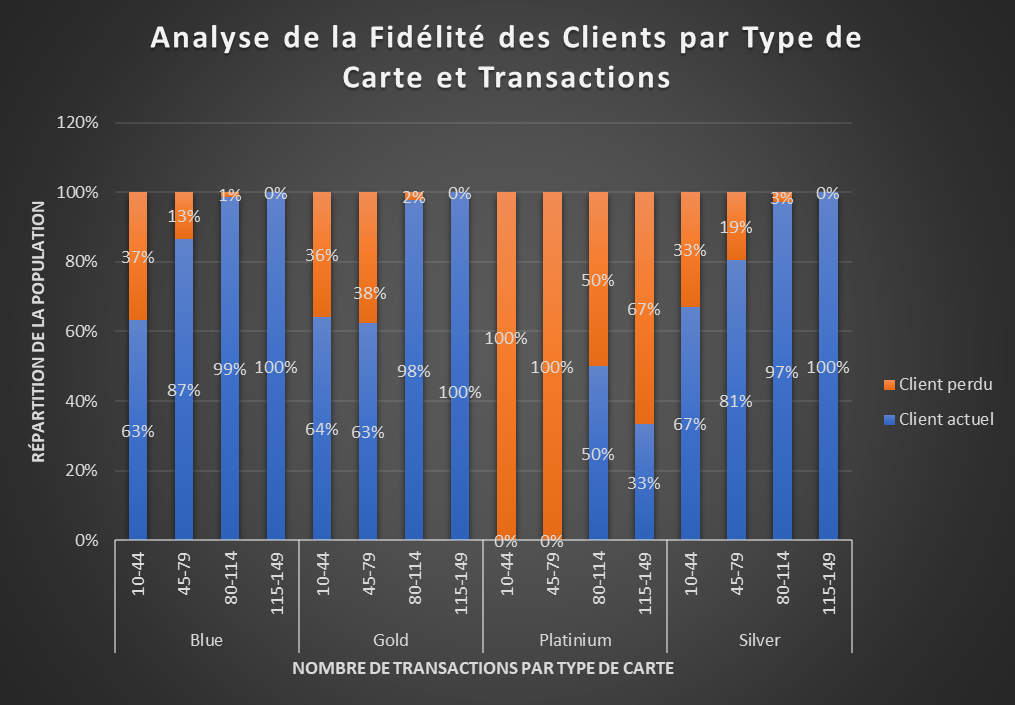 Analyse de la Fidélité des Clients par Type de
Carte et Transactions
RÉPARTITION DE LA POPULATION
120%
100%
80%
60%
40%
20%
0%
37% 13% 1% 0% 36% 38% 2% 0% 100% 100% 50% 67% 33% 19% 3% 0%
63% 87% 99% 100% 64% 63% 98% 100% 0% 0% 50% 33% 67% 81% 97% 100%
Client perdu
Client actuel
10-44 45-79 80-114 115-149 10-44 45-79 80-114 115-149 10-44 45-79 80-114 115-149 10-44 45-79 80-114 115-149
Blue Gold Platinium Silver
NOMBRE DE TRANSACTIONS PAR TYPE DE CARTE